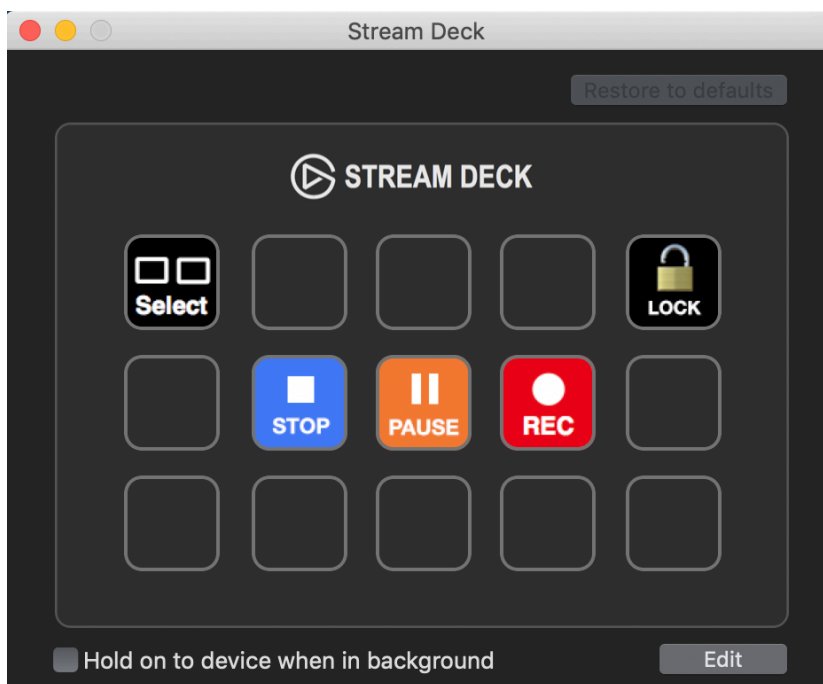 Stream Deck
Restore to defaults
STREAM DECK
Select
LOCK
STOP
PAUSE
REC
Hold on to device when in background
Edit